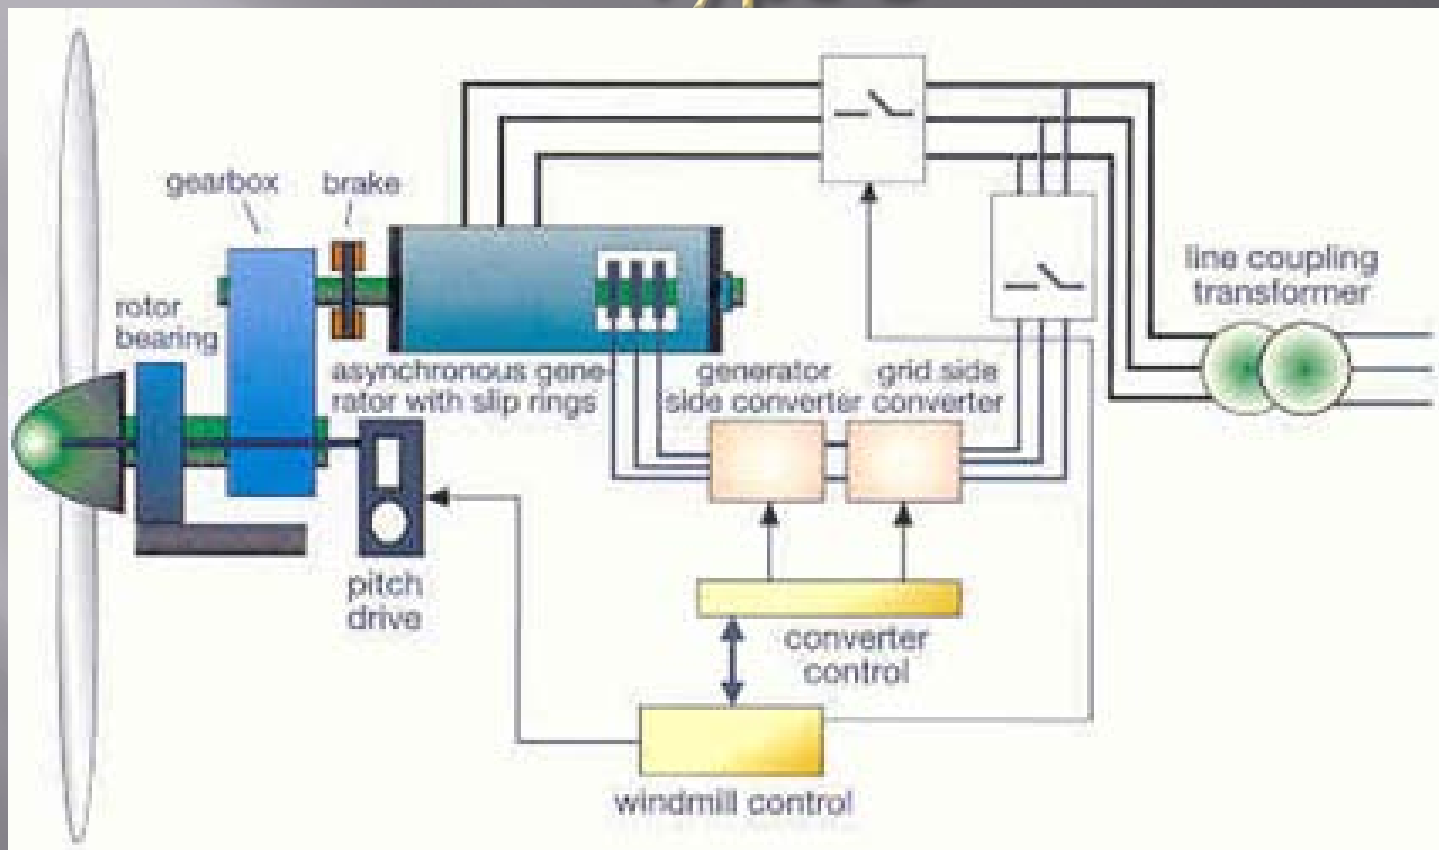 gearbox
brake
rotor
bearing
line coupling
transformer
asynchronous gene-
rator with slip rings
generator
side converter
grid side
converter
pitch
drive
converter
control
windmill control